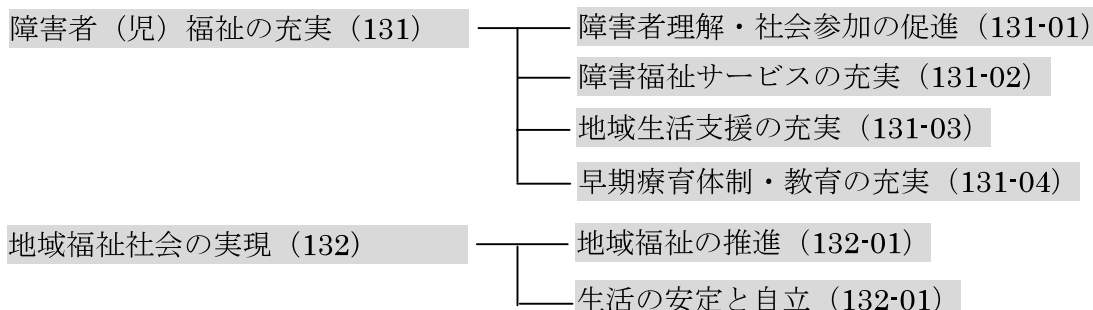 障害者（児）福祉の充実（131）
障害者理解・社会参加の促進（131-01）
障害福祉サービスの充実（131-02）
地域生活支援の充実（131-03）
早期療育体制・教育の充実（131-04）
地域福祉社会の実現（132）
地域福祉の推進（132-01）
生活の安定と自立（132-01）